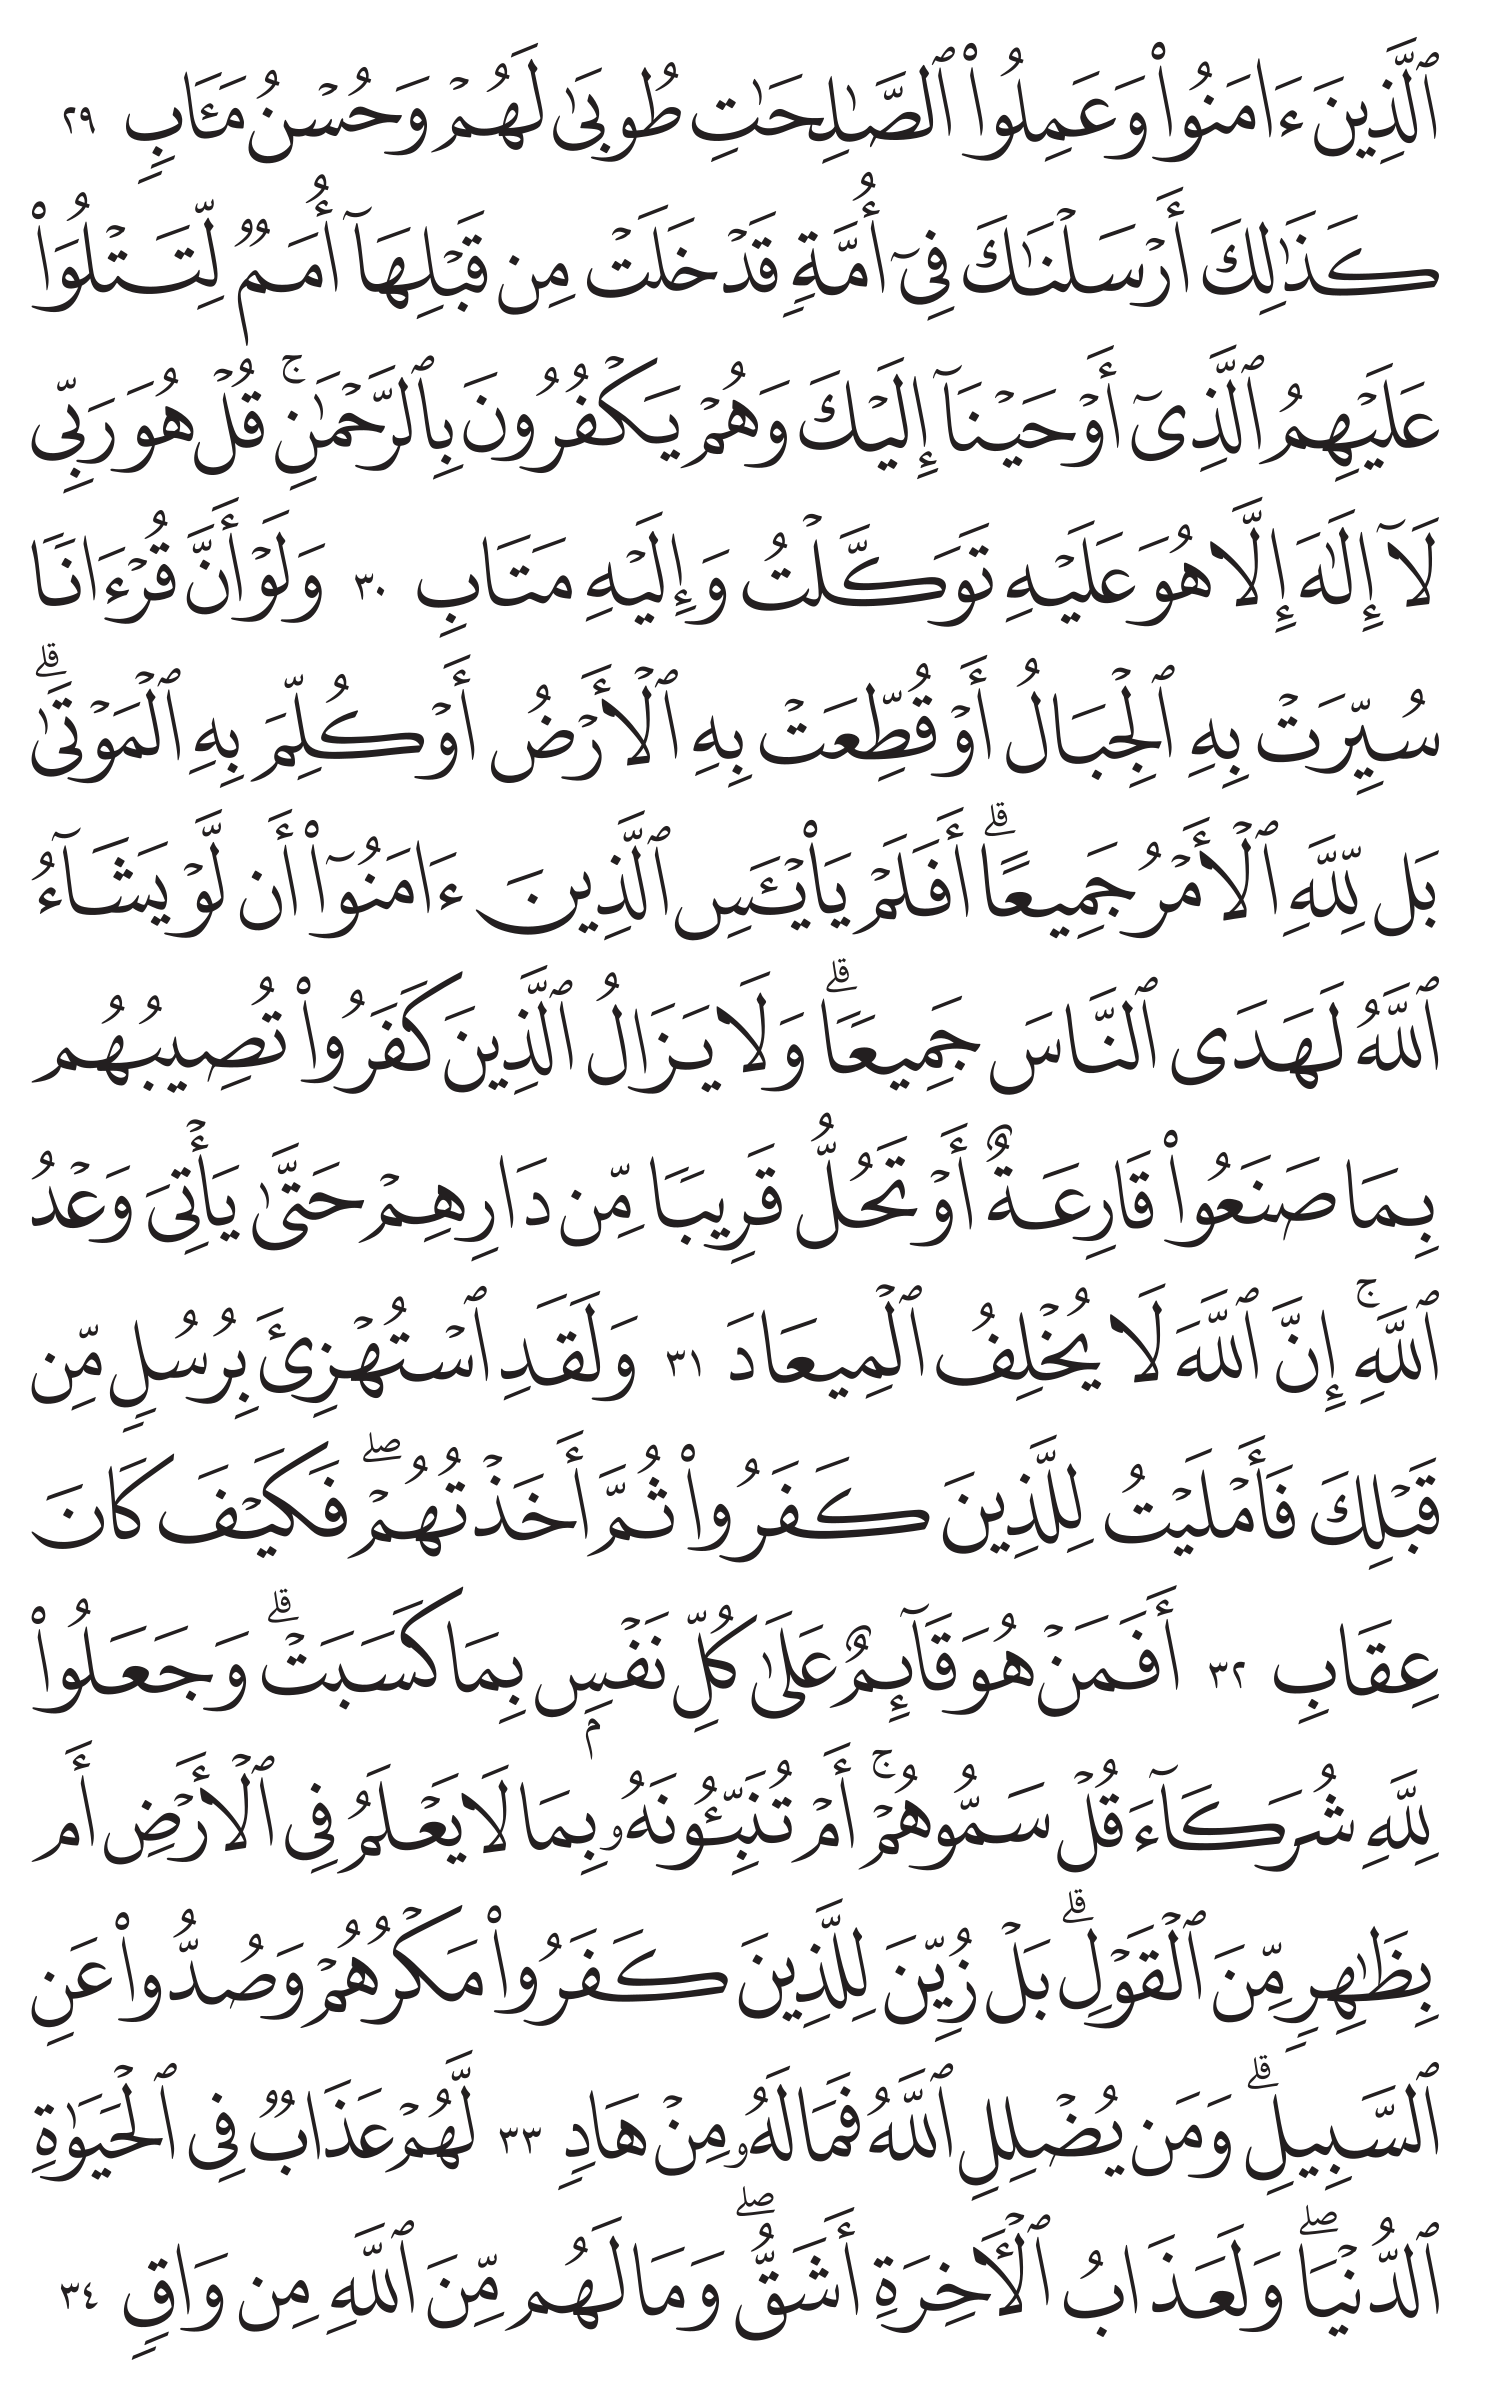 ٱلَّذِينَ ءَامَنُوا۟ وَعَمِلُوا۟ ٱلصَّـٰلِحَـٰتِ طُوبَىٰ لَهُمْ وَحُسْنُ مَـَٔابٍ ٢٩
كَذَٰلِكَ أَرْسَلْنَـٰكَ فِىٓ أُمَّةٍ قَدْ خَلَتْ مِن قَبْلِهَآ أُمَمٌ لِّتَتْلُوَا۟
عَلَيْهِمُ ٱلَّذِىٓ أَوْحَيْنَآ إِلَيْكَ وَهُمْ يَكْفُرُونَ بِٱلرَّحْمَـٰنِ ۚ قُلْ هُوَ رَبِّى
لَآ إِلَـٰهَ إِلَّا هُوَ عَلَيْهِ تَوَكَّلْتُ وَإِلَيْهِ مَتَابِ ٣٠ وَلَوْ أَنَّ قُرْءَانًا
سُيِّرَتْ بِهِ ٱلْجِبَالُ أَوْ قُطِّعَتْ بِهِ ٱلْأَرْضُ أَوْ كُلِّمَ بِهِ ٱلْمَوْتَىٰ ۗ
بَل لِّلَّهِ ٱلْأَمْرُ جَمِيعًا ۗ أَفَلَمْ يَا۟يْـَٔسِ ٱلَّذِينَ ءَامَنُوٓا۟ أَن لَّوْ يَشَآءُ
ٱللَّهُ لَهَدَى ٱلنَّاسَ جَمِيعًا ۗ وَلَا يَزَالُ ٱلَّذِينَ كَفَرُوا۟ تُصِيبُهُم
بِمَا صَنَعُوا۟ قَارِعَةٌ أَوْ تَحُلُّ قَرِيبًا مِّن دَارِهِمْ حَتَّىٰ يَأْتِىَ وَعْدُ
ٱللَّهِ ۚ إِنَّ ٱللَّهَ لَا يُخْلِفُ ٱلْمِيعَادَ ٣١ وَلَقَدِ ٱسْتُهْزِئَ بِرُسُلٍ مِّن
قَبْلِكَ فَأَمْلَيْتُ لِلَّذِينَ كَفَرُوا۟ ثُمَّ أَخَذْتُهُمْ ۖ فَكَيْفَ كَانَ
عِقَابِ ٣٢ أَفَمَنْ هُوَ قَآئِمٌ عَلَىٰ كُلِّ نَفْسٍۭ بِمَا كَسَبَتْ ۗ وَجَعَلُوا۟
لِلَّهِ شُرَكَآءَ قُلْ سَمُّوهُمْ ۚ أَمْ تُنَبِّـُٔونَهُۥ بِمَا لَا يَعْلَمُ فِى ٱلْأَرْضِ أَم
بِظَـٰهِرٍ مِّنَ ٱلْقَوْلِ ۗ بَلْ زُيِّنَ لِلَّذِينَ كَفَرُوا۟ مَكْرُهُمْ وَصُدُّوا۟ عَنِ
ٱلسَّبِيلِ ۗ وَمَن يُضْلِلِ ٱللَّهُ فَمَا لَهُۥ مِنْ هَادٍ ٣٣ لَّهُمْ عَذَابٌ فِى ٱلْحَيَوٰةِ
ٱلدُّنْيَا ۖ وَلَعَذَابُ ٱلْـَٔاخِرَةِ أَشَقُّ ۖ وَمَا لَهُم مِّنَ ٱللَّهِ مِن وَاقٍ ٣٤